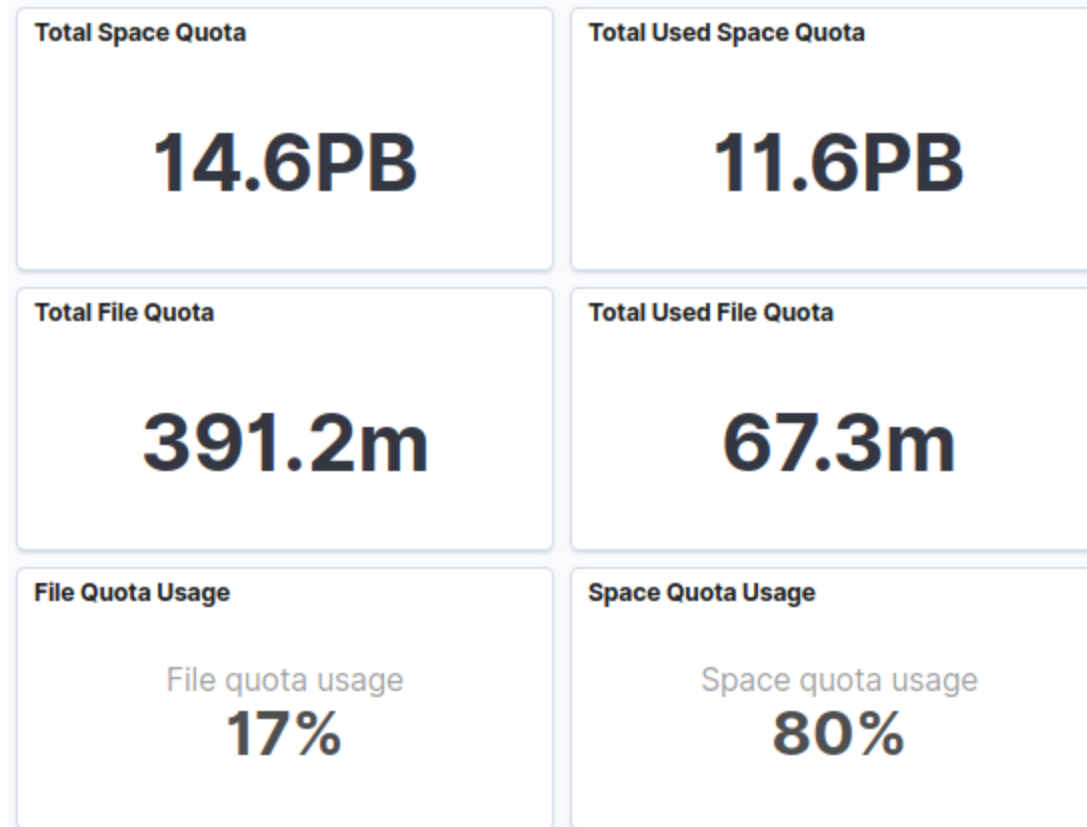 Total Space Quota
14.6PB
Total Used Space Quota
11.6PB
Total File Quota
391.2m
Total Used File Quota
67.3m
File Quota Usage
File quota usage
17%
Space Quota Usage
Space quota usage
80%